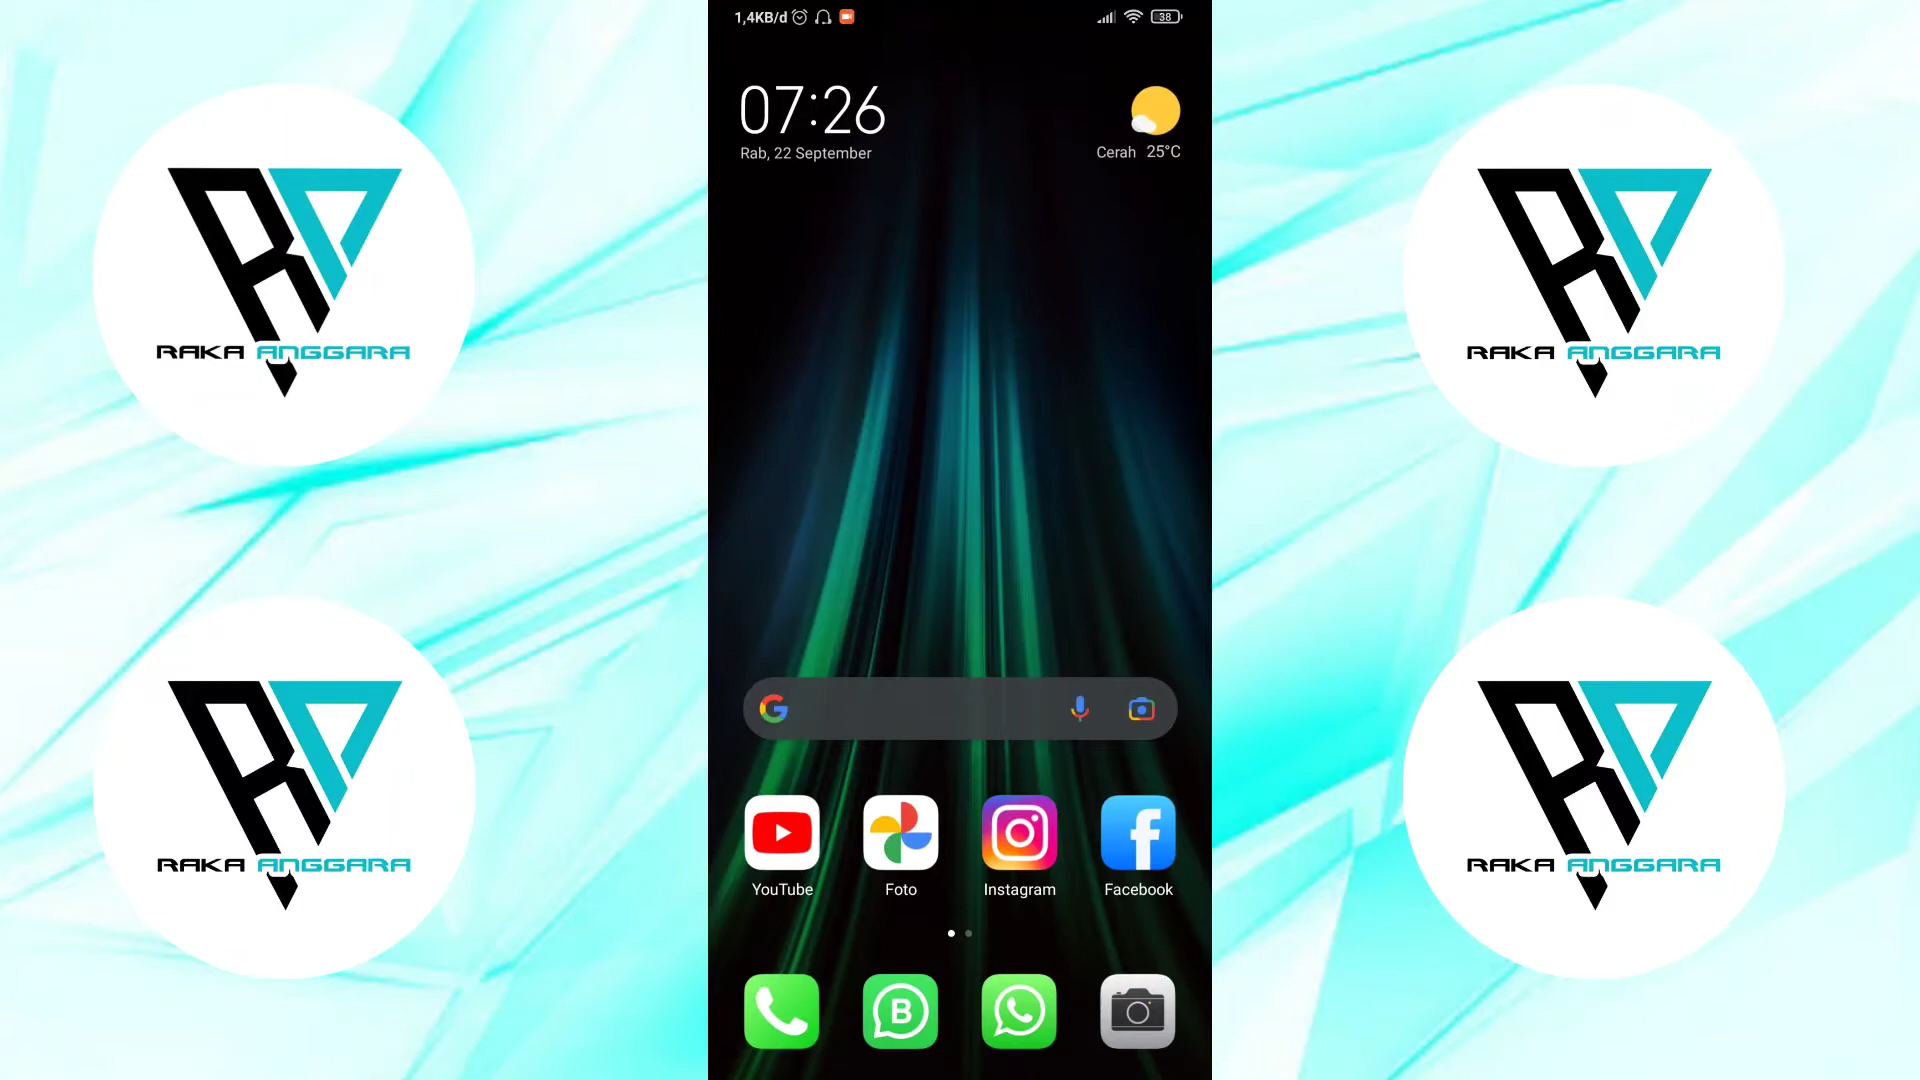 1,4KB/d
38
07:26
Rab, 22 September
Cerah 25°C
RAKA ANGGARA
RAKA ANGGARA
YouTube
Foto
Instagram
Facebook
B
RAKA ANGGARA
RAKA ANGGARA